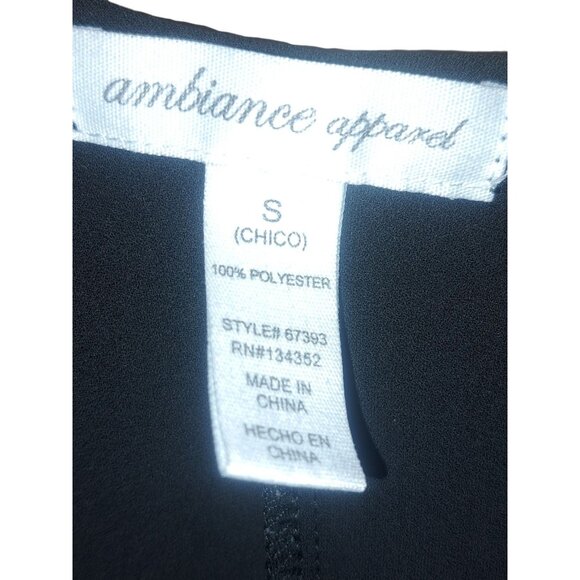 ambiance apparel
S
(CHICO)
100% POLYESTER
STYLE# 67393
RN#134352
MADE IN
CHINA
HECHO EN
CHINA